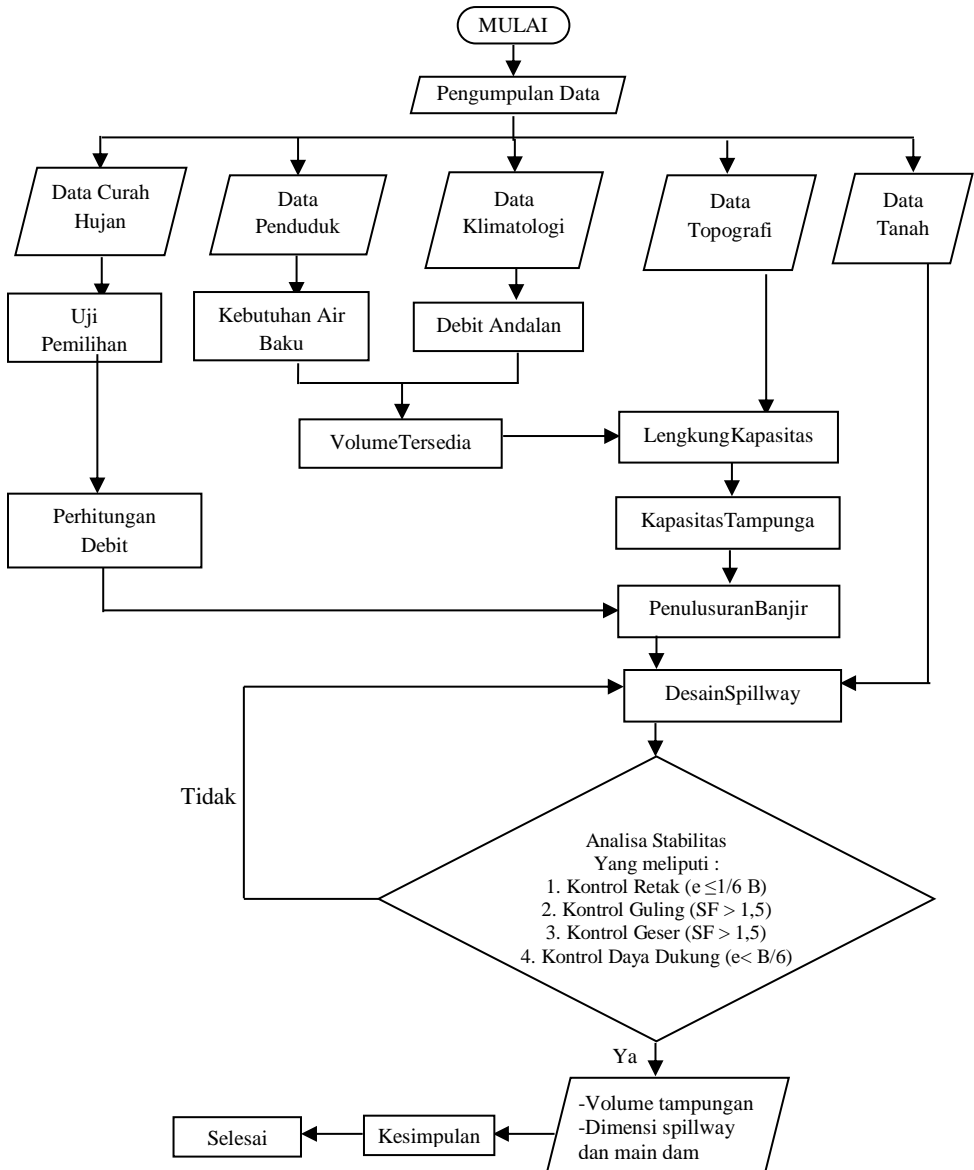 MULAI
Pengumpulan Data
Data Curah
Hujan
Data
Penduduk
Data
Klimatologi
Data
Topografi
Data
Tanah
Uji
Pemilihan
Kebutuhan Air
Baku
Debit Andalan
VolumeTersedia
LengkungKapasitas
KapasitasTampunga
Perhitungan
Debit
PenulusuranBanjir
DesainSpillway
Tidak
Analisa Stabilitas
Yang meliputi :
1. Kontrol Retak (e ≤1/6 B)
2. Kontrol Guling (SF > 1,5)
3. Kontrol Geser (SF > 1,5)
4. Kontrol Daya Dukung (e< B/6)
Ya
-Volume tampungan
-Dimensi spillway
dan main dam
Kesimpulan
Selesai